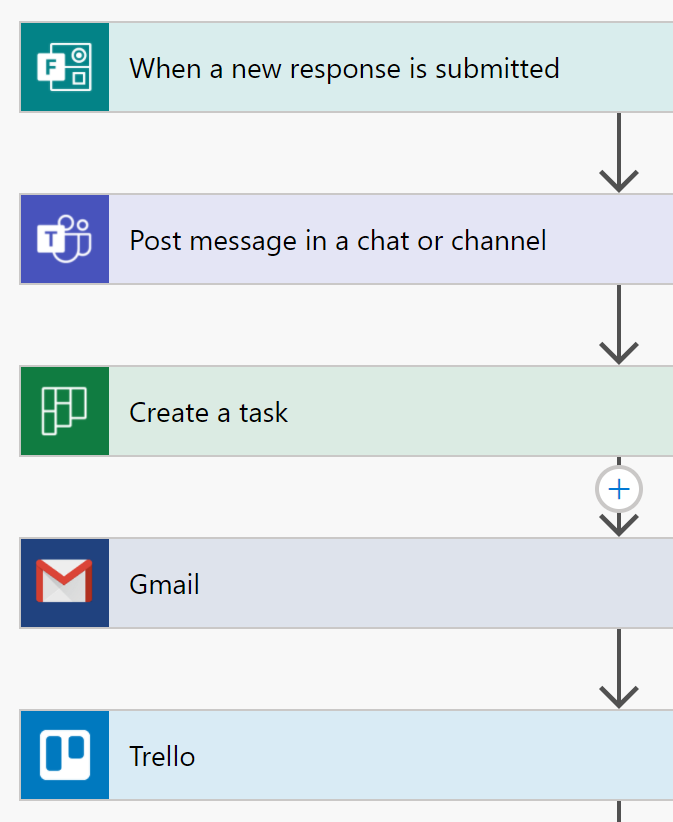 F
When a new response is submitted
T
Post message in a chat or channel
Create a task
Gmail
Trello